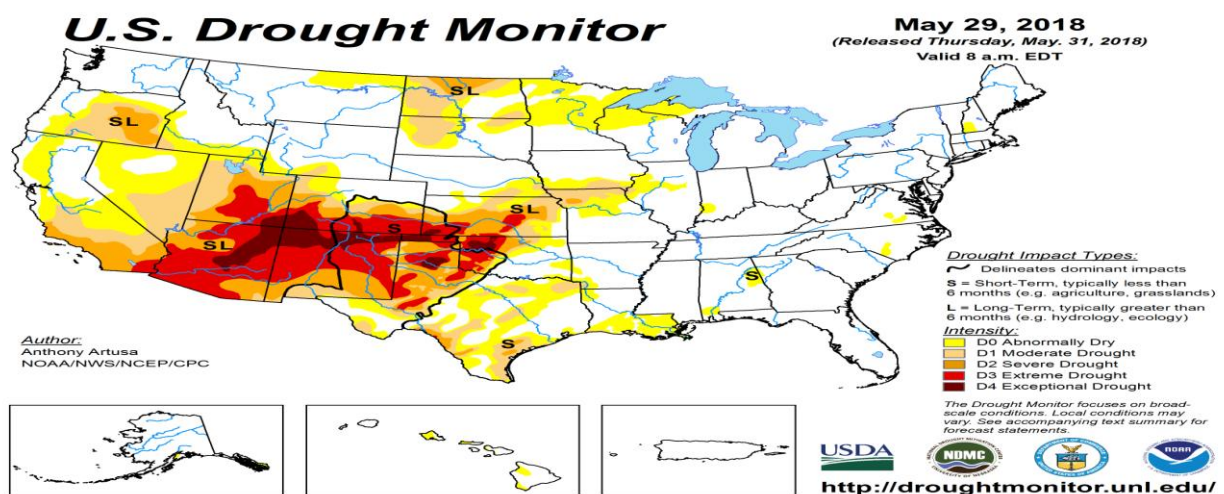 U.S. Drought Monitor
May 29, 2018
(Released Thursday, May. 31, 2018)
Valid 8 a.m. EDT
SL
SL
SL
S
SL
S
S
Author:
Anthony Artusa
NOAA/NWS/NCEP/CPC
Drought Impact Types:
Delineates dominant impacts
S = Short-Term, typically less than
6 months (e.g. agriculture, grasslands)
L = Long-Term, typically greater than
6 months (e.g. hydrology, ecology)
Intensity:
D0 Abnormally Dry
D1 Moderate Drought
D2 Severe Drought
D3 Extreme Drought
D4 Exceptional Drought
The Drought Monitor focuses on broad-
scale conditions. Local conditions may
vary. See accompanying text summary for
forecast statements.
USDA
NDMC
NOAA
http://droughtmonitor.unl.edu/